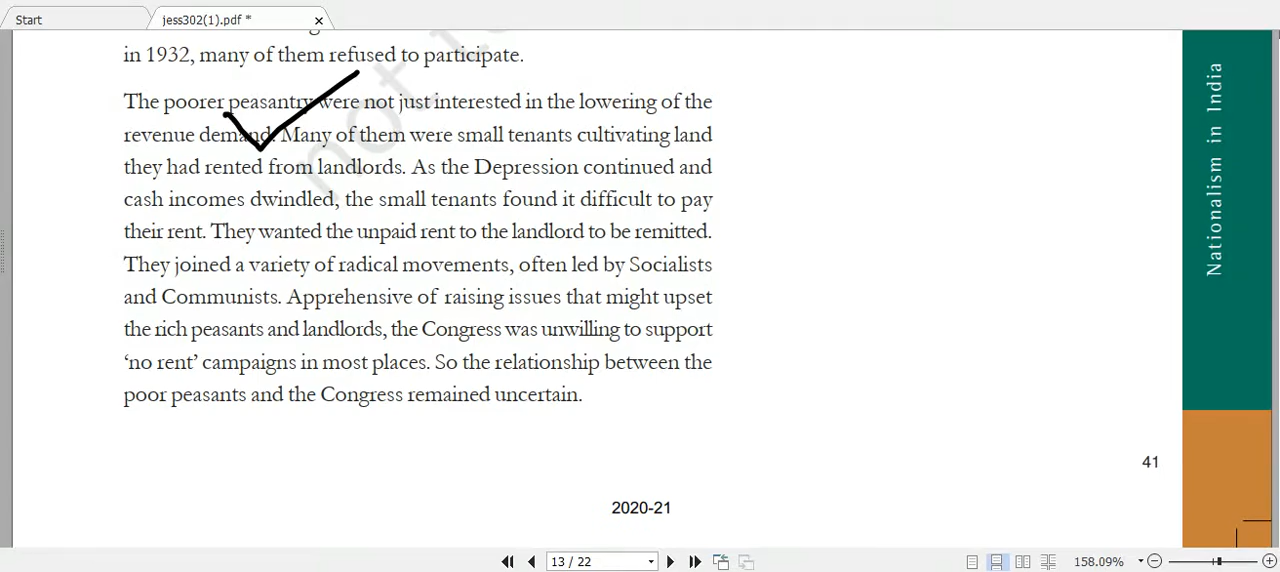 Start
jess302(1).pdf *
in 1932, many of them refused to participate.
The poorer peasantry were not just interested in the lowering of the
revenue demand. Many of them were small tenants cultivating land
they had rented from landlords. As the Depression continued and
cash incomes dwindled, the small tenants found it difficult to pay
their rent. They wanted the unpaid rent to the landlord to be remitted.
They joined a variety of radical movements, often led by Socialists
and Communists. Apprehensive of raising issues that might upset
the rich peasants and landlords, the Congress was unwilling to support
‘no rent’ campaigns in most places. So the relationship between the
poor peasants and the Congress remained uncertain.
Nationalism in India
41
2020-21
not
13 / 22
158.09%